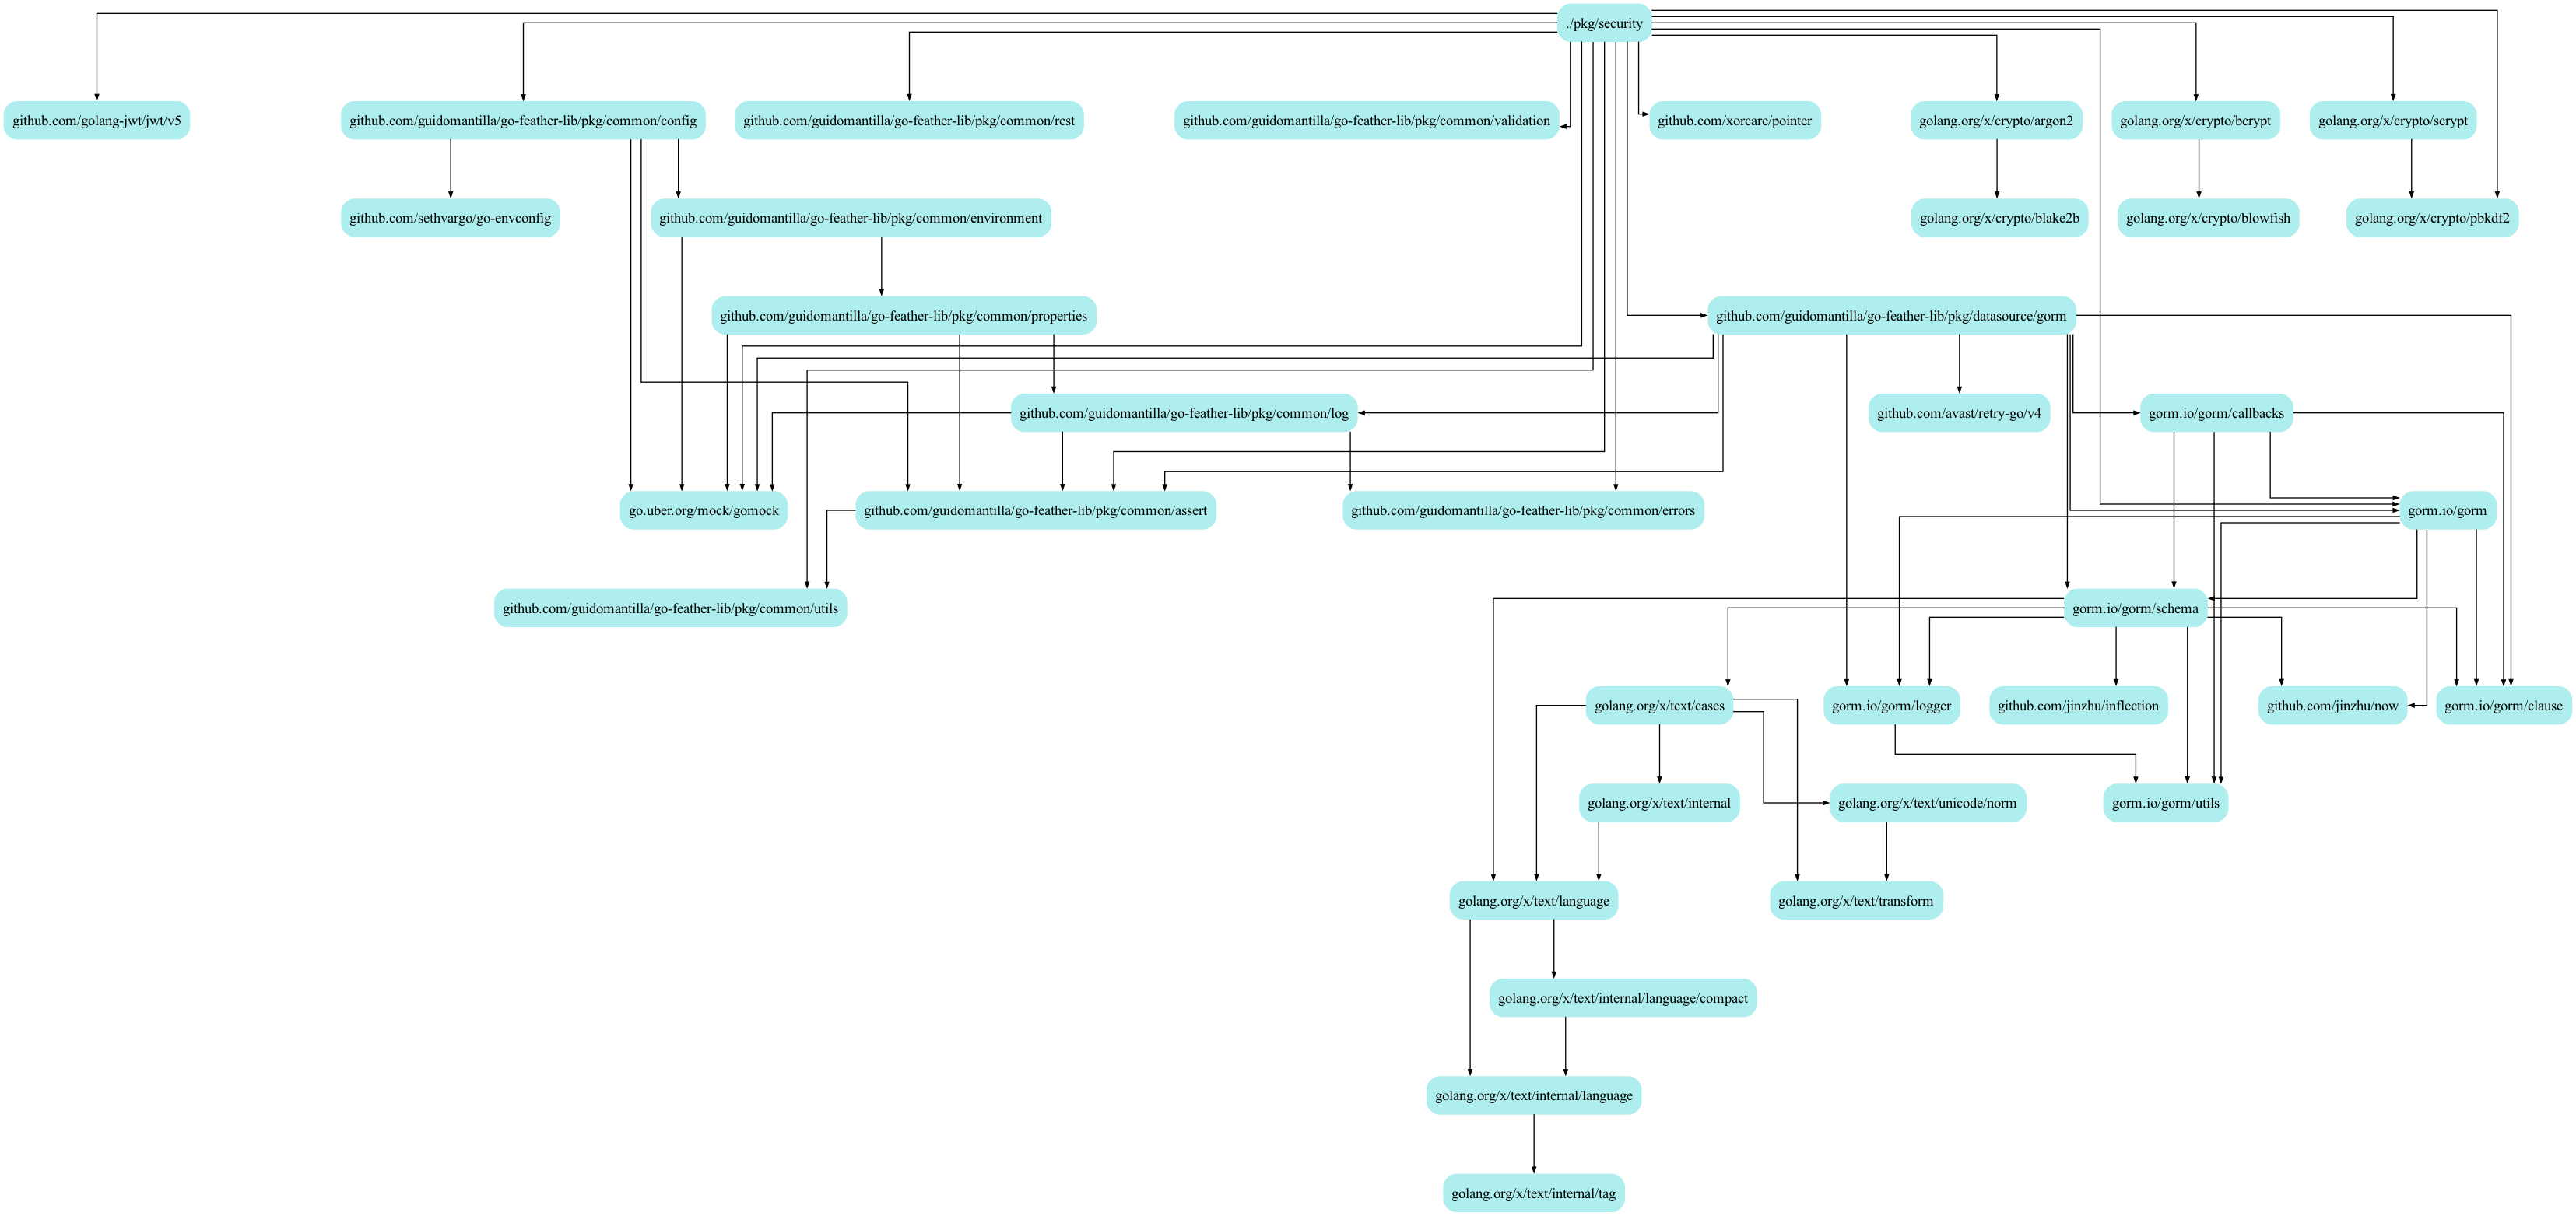 ./pkg/security
github.com/golang-jwt/jwt/v5
github.com/guidomantilla/go-feather-lib/pkg/common/config
github.com/guidomantilla/go-feather-lib/pkg/common/rest
github.com/guidomantilla/go-feather-lib/pkg/common/validation
github.com/xorcare/pointer
golang.org/x/crypto/argon2
golang.org/x/crypto/bcrypt
golang.org/x/crypto/scrypt
github.com/sethvargo/go-envconfig
github.com/guidomantilla/go-feather-lib/pkg/common/environment
golang.org/x/crypto/blake2b
golang.org/x/crypto/blowfish
golang.org/x/crypto/pbkdf2
github.com/guidomantilla/go-feather-lib/pkg/common/properties
github.com/guidomantilla/go-feather-lib/pkg/datasource/gorm
github.com/guidomantilla/go-feather-lib/pkg/common/log
github.com/avast/retry-go/v4
gorm.io/gorm/callbacks
go.uber.org/mock/gomock
github.com/guidomantilla/go-feather-lib/pkg/common/assert
github.com/guidomantilla/go-feather-lib/pkg/common/errors
gorm.io/gorm
github.com/guidomantilla/go-feather-lib/pkg/common/utils
gorm.io/gorm/schema
golang.org/x/text/cases
gorm.io/gorm/logger
github.com/jinzhu/inflection
github.com/jinzhu/now
gorm.io/gorm/clause
golang.org/x/text/internal
golang.org/x/text/unicode/norm
gorm.io/gorm/utils
golang.org/x/text/language
golang.org/x/text/transform
golang.org/x/text/internal/language/compact
golang.org/x/text/internal/language
golang.org/x/text/internal/tag